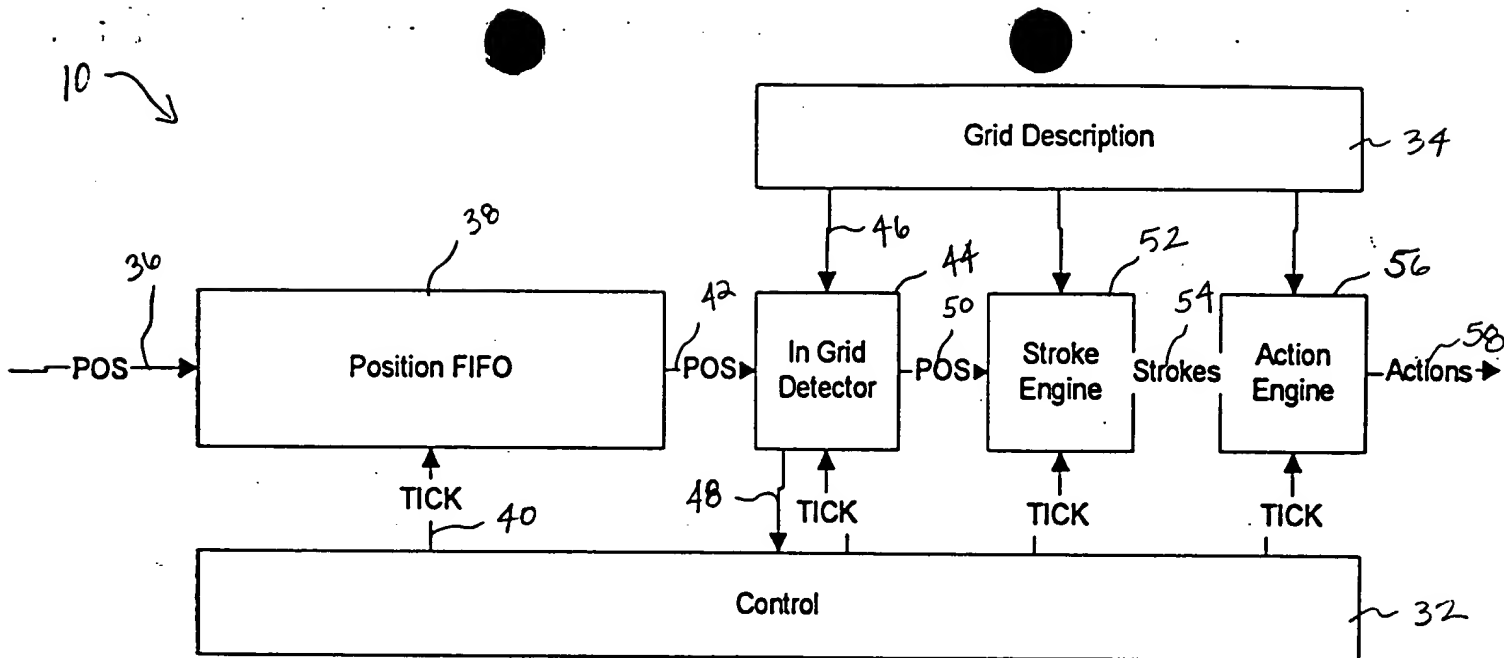 10
Grid Description
34
38
46
52
44
56
36
42
50
54
58
POS
Position FIFO
POS
In Grid
Detector
POS
Stroke
Engine
Strokes
Action
Engine
Actions
48
TICK
40
TICK
TICK
TICK
Control
32